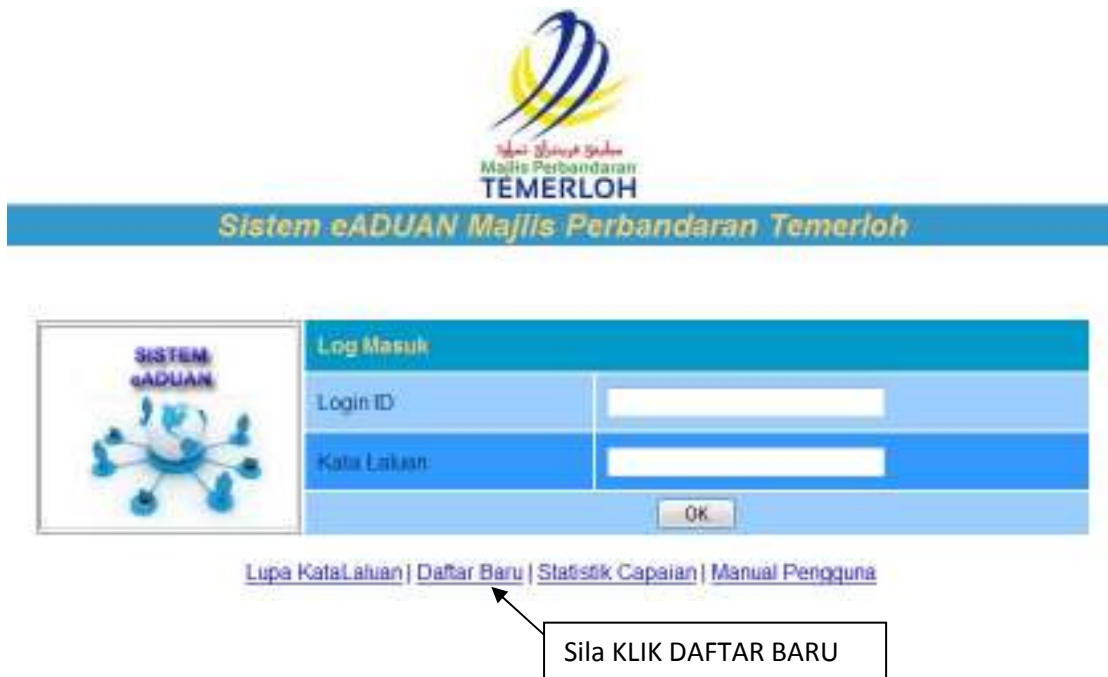 Majlis Perbandaran
TEMERLOH
Sistem eADUAN Majlis Perbandaran Temerloh
SISTEM
eADUAN
Log Masuk
Login ID
Kata Laluan
OK
Lupa KataLaluan | Daftar Baru | Statistik Capaian | Manual Pengguna
Sila KLIK DAFTAR BARU